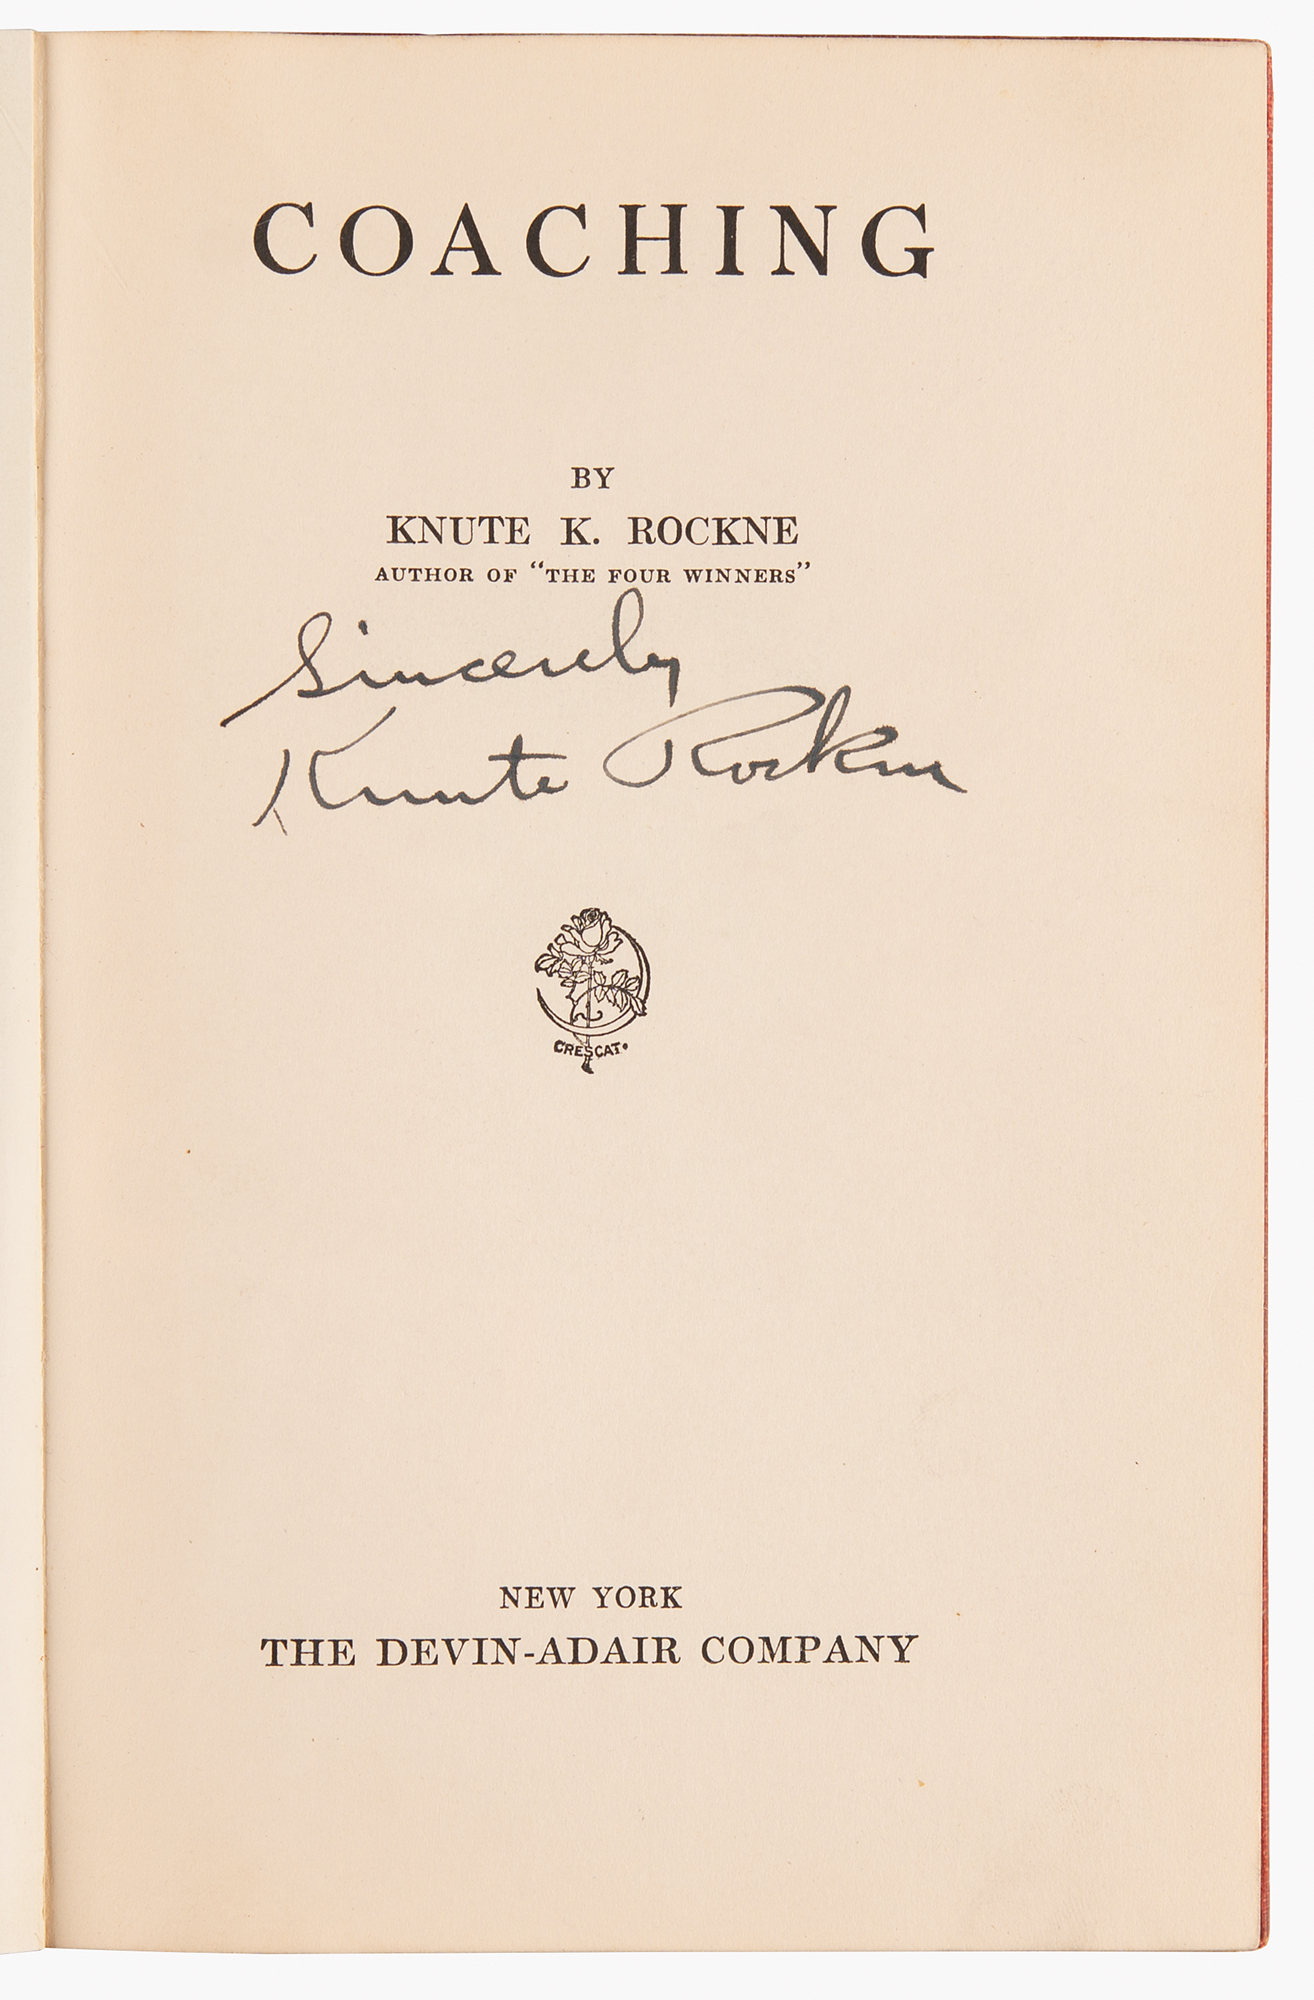 COACHING
BY
KNUTE K. ROCKNE
AUTHOR OF "THE FOUR WINNERS"
Sincerely
Knute Rockne
CRESCAT
NEW YORK
THE DEVIN-ADAIR COMPANY